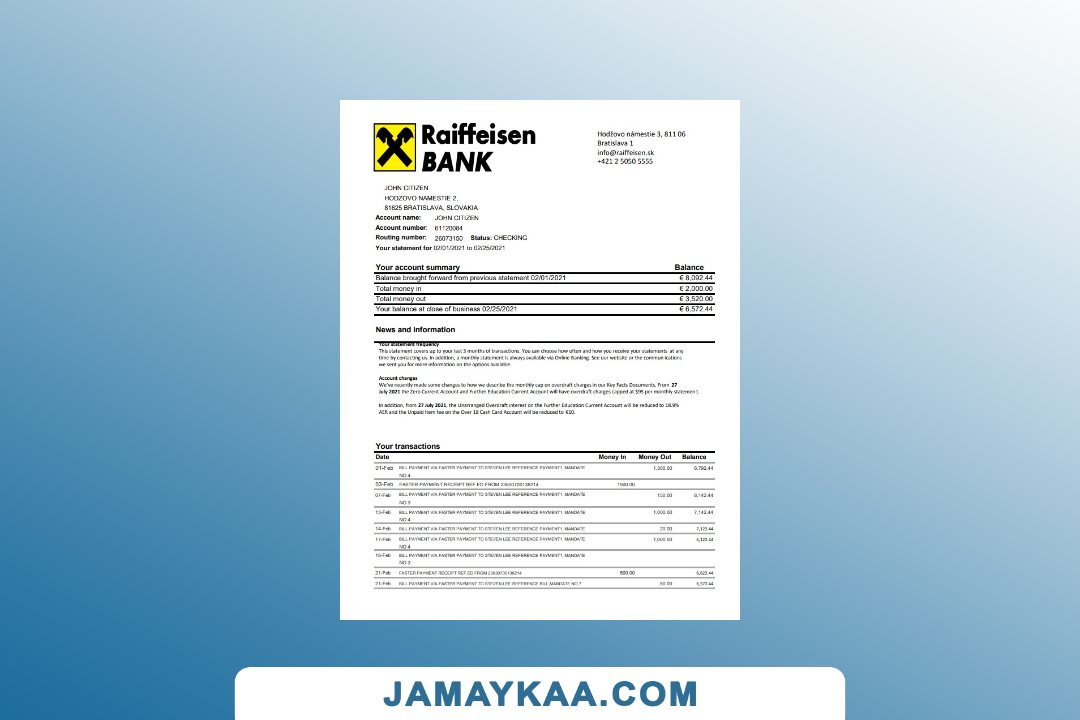 Raiffeisen
BANK
Hodžovo námestie 3, 811 06
Bratislava 1
info@raiffeisen.sk
+421 2 5050 5555
JOHN CITIZEN
HODZOVO NAMESTIE 2,
81625 BRATISLAVA, SLOVAKIA
Account name: JOHN CITIZEN
Account number: 61120084
Routing number: 26073150 Status: CHECKING
Your statement for 02/01/2021 to 02/25/2021
Your account summary Balance
Balance brought forward from previous statement 02/01/2021 € 8,092.44
Total money in € 2,000.00
Total money out € 3,520.00
Your balance at close of business 02/25/2021 € 6,572.44
News and information
Your statement frequency
This statement covers up to your last 3 months of transactions. You can choose how often and how you receive your statements at any
time by contacting us. In addition, a monthly statement is always available via Online Banking. See our website or the communications
we sent you for more information on the options available
Account changes
We've recently made some changes to how we describe the monthly cap on overdraft charges in our Key Facts Documents. From 27
July 2021 the Zero Current Account and Further Education Current Account will have overdraft charges capped at $95 per monthly statement.
In addition, from 27 July 2021, the Unarranged Overdraft interest on the Further Education Current Account will be reduced to 18.9%
AER and the Unpaid Item fee on the Over 18 Cash Card Account will be reduced to €10.
Your transactions
Date Money In Money Out Balance
01-Feb BILL PAYMENT VIA FASTER PAYMENT TO STEVEN LEE REFERENCE PAYMENT1, MANDATE 1,300.00 6,792.44
NO 4
03-Feb FASTER PAYMENT RECEIPT REF.ED FROM 1500.00
07-Feb BILL PAYMENT VIA FASTER PAYMENT TO STEVEN LEE REFERENCE PAYMENT1, MANDATE 150.00 8,142.44
NO 3
10-Feb BILL PAYMENT VIA FASTER PAYMENT TO STEVEN LEE REFERENCE PAYMENT1, MANDATE 1,000.00 7,142.44
NO 4
14-Feb BILL PAYMENT VIA FASTER PAYMENT TO STEVEN LEE REFERENCE PAYMENT1, MANDATE 20.00 7,122.44
17-Feb BILL PAYMENT VIA FASTER PAYMENT TO STEVEN LEE REFERENCE PAYMENT1, MANDATE 1,000.00 6,122.44
NO 4
BILL PAYMENT VIA FASTER PAYMENT TO STEVEN LEE REFERENCE PAYMENT1, MANDATE
NO 3
21-Feb FASTER PAYMENT RECEIPT REF.ED FROM 500.00 6,622.44
21-Feb BILL PAYMENT VIA FASTER PAYMENT TO STEVEN LEE REFERENCE BILL,MANDATE NO 7 50.00 6,572.44
JAMAYKAA.COM